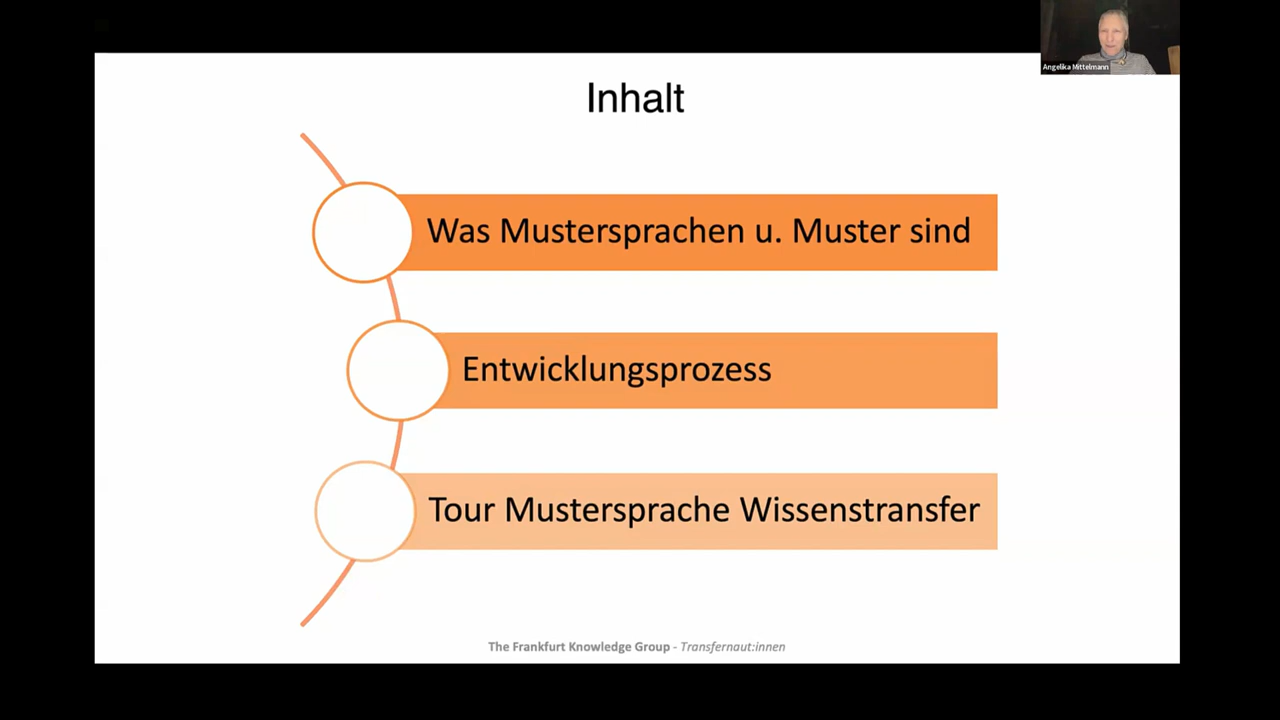 Angelika Mittelmann
Inhalt
Was Mustersprachen u. Muster sind
Entwicklungsprozess
Tour Mustersprache Wissenstransfer
The Frankfurt Knowledge Group - Transfernaut:innen